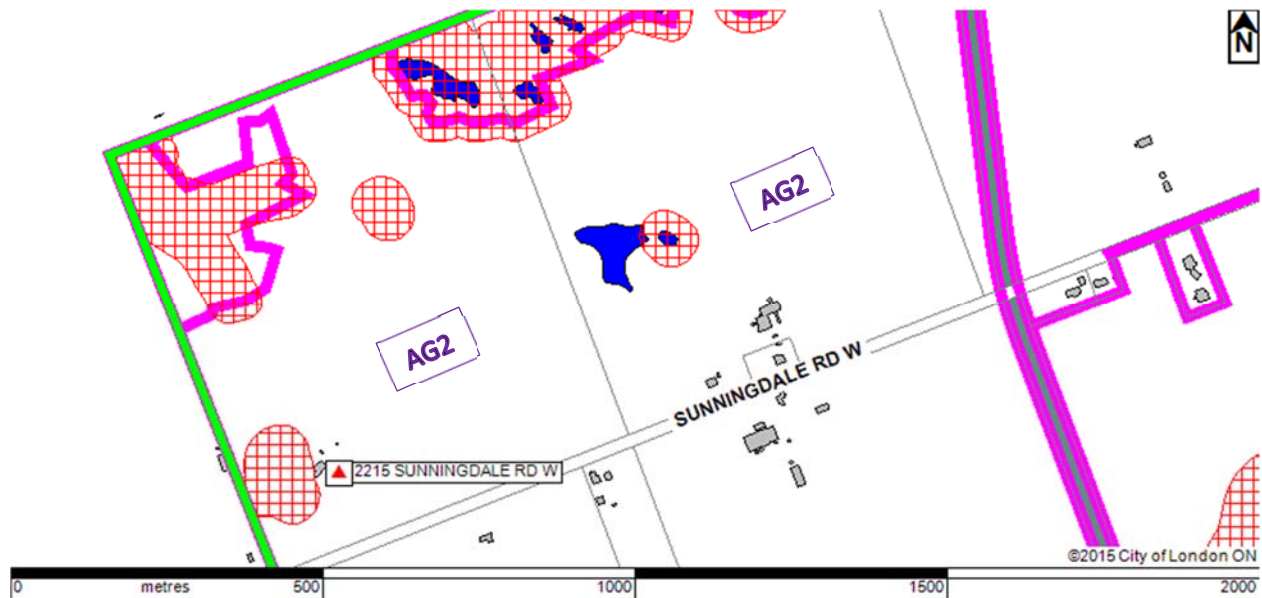 N
AG2
AG2
SUNNINGDALE RD W
2215 SUNNINGDALE RD W
©2015 City of London ON
0 metres 500 1000 1500 2000